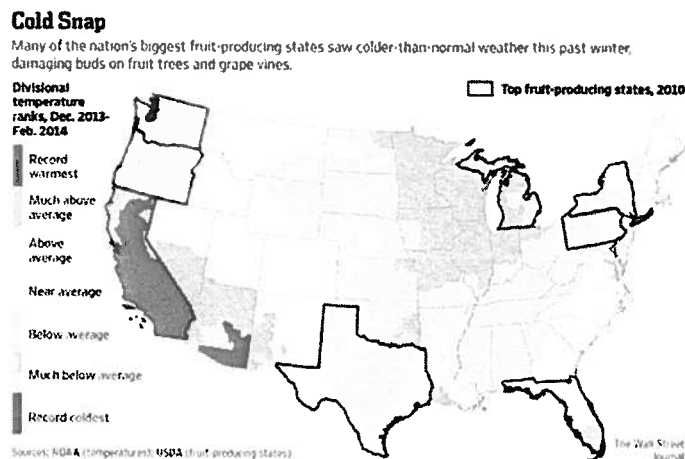 Cold Snap
Many of the nation's biggest fruit-producing states saw colder-than-normal weather this past winter,
damaging buds on fruit trees and grape vines.
Divisional
temperature
ranks, Dec. 2013-
Feb. 2014
Record
warmest
Much above
average
Above
average
Near average
Below average
Much below average
Record coldest
Top fruit-producing states, 2010
Sources: NOAA (temperatures); USDA (fruit-producing states)
The Wall Street
Journal